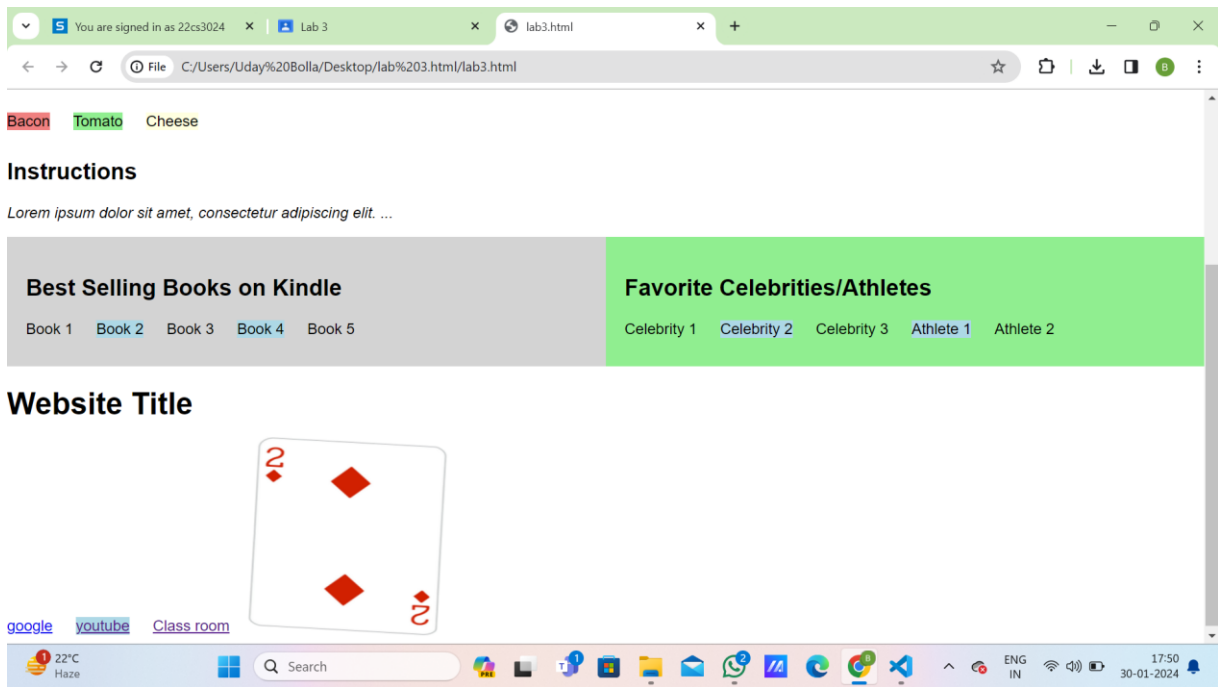 You are signed in as 22cs3024 Lab 3 lab3.html
File C:/Users/Uday%20Bolla/Desktop/lab%203.html/lab3.html B
Bacon Tomato Cheese
Instructions
Lorem ipsum dolor sit amet, consectetur adipiscing elit. ...
Best Selling Books on Kindle
Book 1 Book 2 Book 3 Book 4 Book 5
Favorite Celebrities/Athletes
Celebrity 1 Celebrity 2 Celebrity 3 Athlete 1 Athlete 2
Website Title
2
2
google youtube Class room
1 22°C
Haze
Search
PRE
1
2
ENG
IN
17:50
30-01-2024